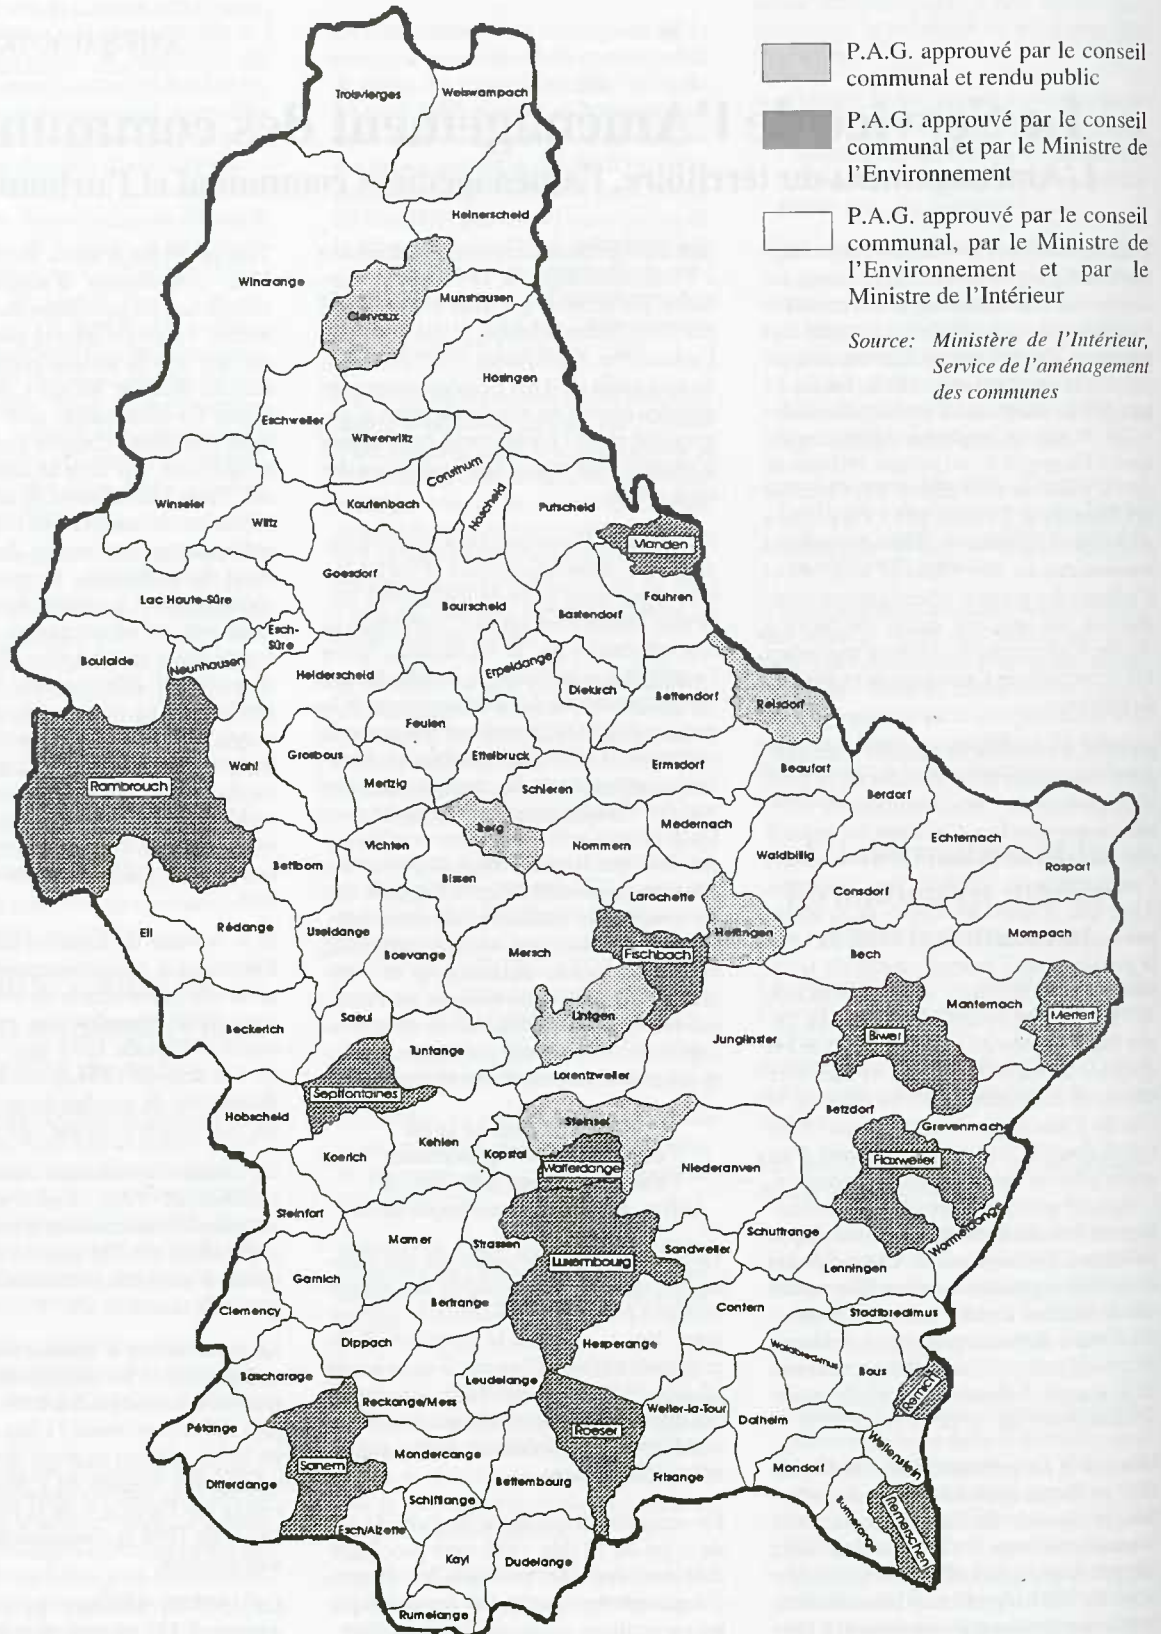 P.A.G. approuvé par le conseil
communal et rendu public
P.A.G. approuvé par le conseil
communal et par le Ministre de
l'Environnement
P.A.G. approuvé par le conseil
communal, par le Ministre de
l'Environnement et par le
Ministre de l'Intérieur
Source: Ministère de l'Intérieur,
Service de l'aménagement
des communes
Troisvierges
Weiswampach
Heinerscheid
Wincrange
Clervaux
Munshausen
Hosingen
Eschweiler
Wilwerwiltz
Consthum
Hoscheid
Putscheid
Winseler
Wiltz
Kautenbach
Vianden
Goesdorf
Lac Haute-Sûre
Bourscheid
Bastendorf
Fouhren
Esch-
Sûre
Boulaide
Neunhausen
Heiderscheid
Erpeldange
Diekirch
Bettendorf
Reisdorf
Feulen
Rambrouch
Wahl
Grosbous
Mertzig
Ettelbruck
Schieren
Ermsdorf
Beaufort
Berdorf
Echternach
Rosport
Berg
Medernach
Nommern
Waldbillig
Vichten
Bettborn
Bissen
Larochette
Consdorf
Ell
Rédange
Useldange
Boevange
Mersch
Fischbach
Heffingen
Bech
Mompach
Beckerich
Saeul
Tuntange
Lintgen
Junglinster
Biwer
Manternach
Mertert
Lorentzweiler
Septfontaines
Hobscheid
Koerich
Kehlen
Kopstal
Steinsel
Walferdange
Niederanven
Betzdorf
Grevenmache
Flaxweiler
Wormeldange
Steinfort
Mamer
Strassen
Luxembourg
Sandweiler
Schuttrange
Lenningen
Garnich
Clemency
Bertrange
Contern
Stadtbredimus
Dippach
Hesperange
Waldbredimus
Bous
Remich
Bascharage
Leudelange
Reckange/Mess
Weiler-la-Tour
Dalheim
Pétange
Sanem
Mondercange
Roeser
Wellenstein
Differdange
Bettembourg
Frisange
Mondorf
Burmerange
Remerschen
Schifflange
Esch/Alzette
Kayl
Dudelange
Rumelange